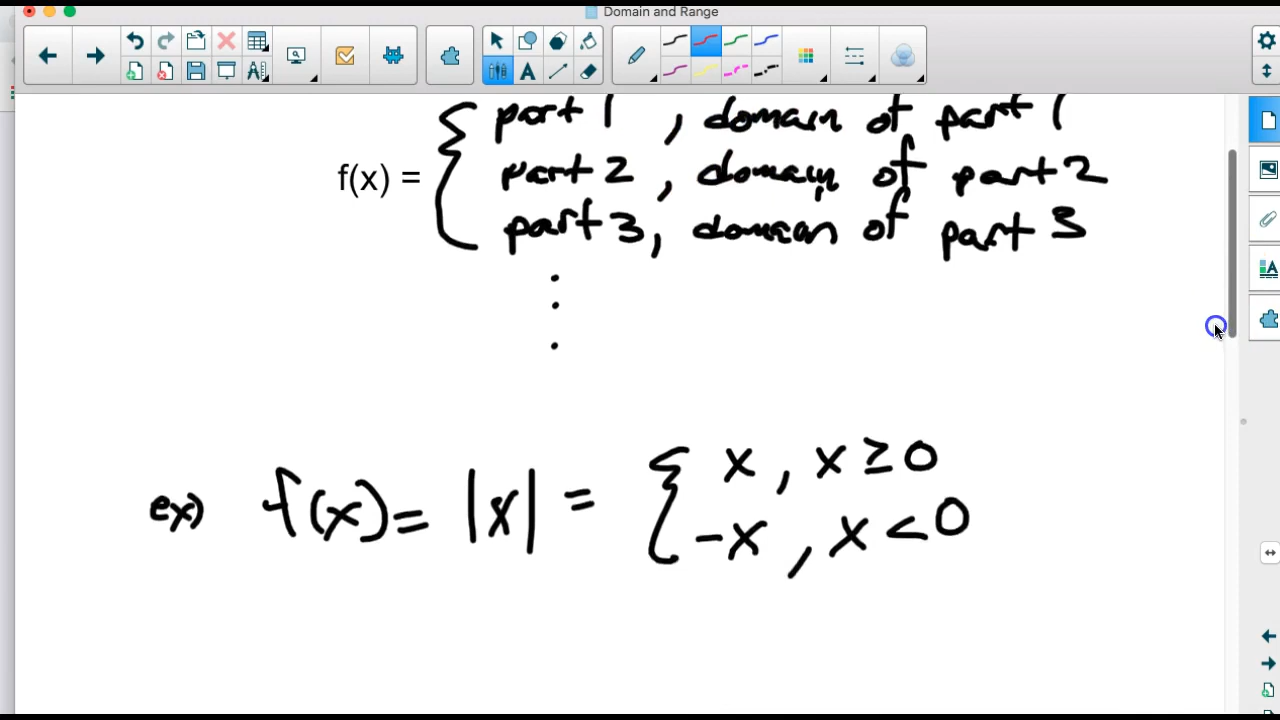 Domain and Range
part 1 , domain of part 1
f(x) = { part 2 , domain of part 2
part 3 , domain of part 3
.
.
.
ex) f(x) = |x| = { x , x ≥ 0
-x , x < 0